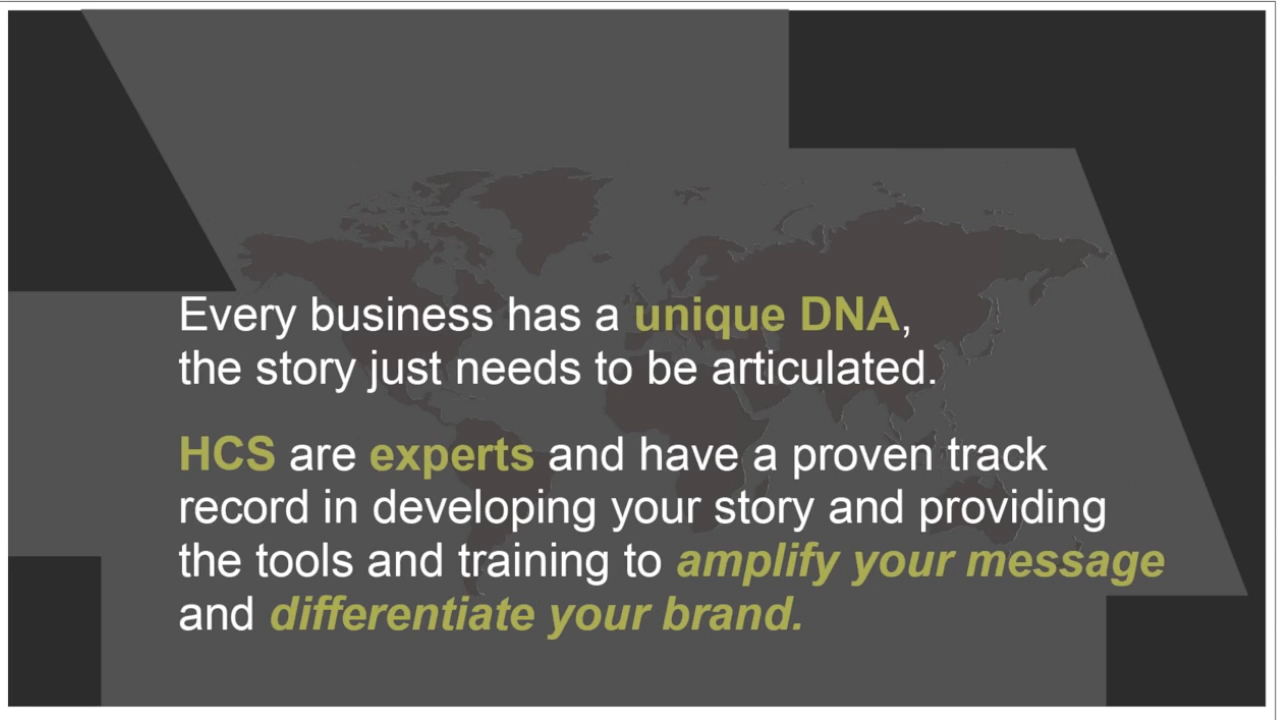 Every business has a unique DNA,
the story just needs to be articulated.
HCS are experts and have a proven track
record in developing your story and providing
the tools and training to amplify your message
and differentiate your brand.